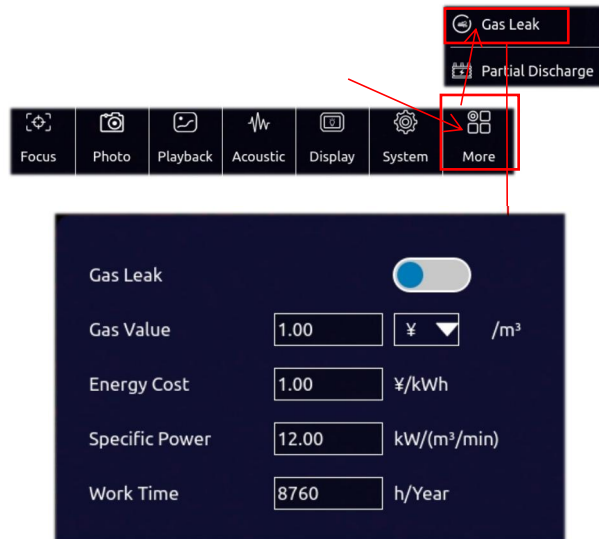 Gas Leak
Partial Discharge
Focus Photo Playback Acoustic Display System More
Gas Leak
Gas Value 1.00 ¥ /m³
Energy Cost 1.00 ¥/kWh
Specific Power 12.00 kW/(m³/min)
Work Time 8760 h/Year